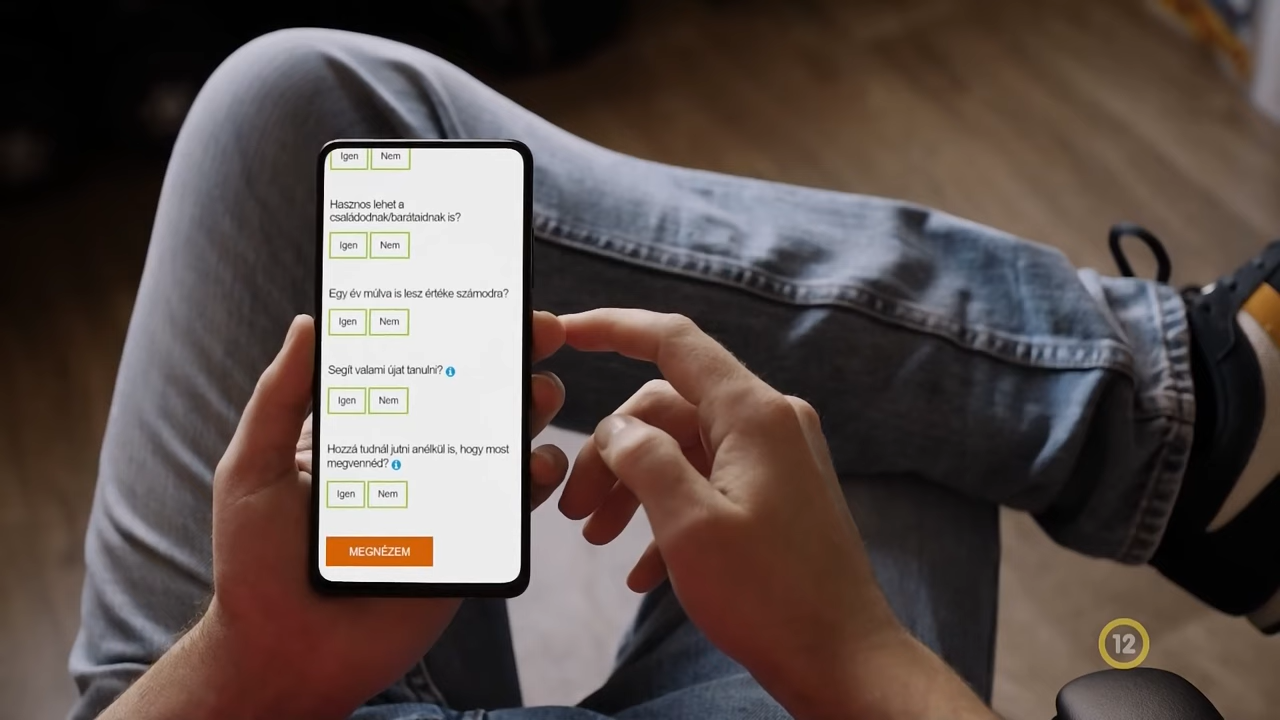 Igen Nem
Hasznos lehet a
családodnak/barátaidnak is?
Igen Nem
Egy év múlva is lesz értéke számodra?
Igen Nem
Segít valami újat tanulni?
Igen Nem
Hozzá tudnál jutni anélkül is, hogy most
megvennéd?
Igen Nem
MEGNÉZEM
12